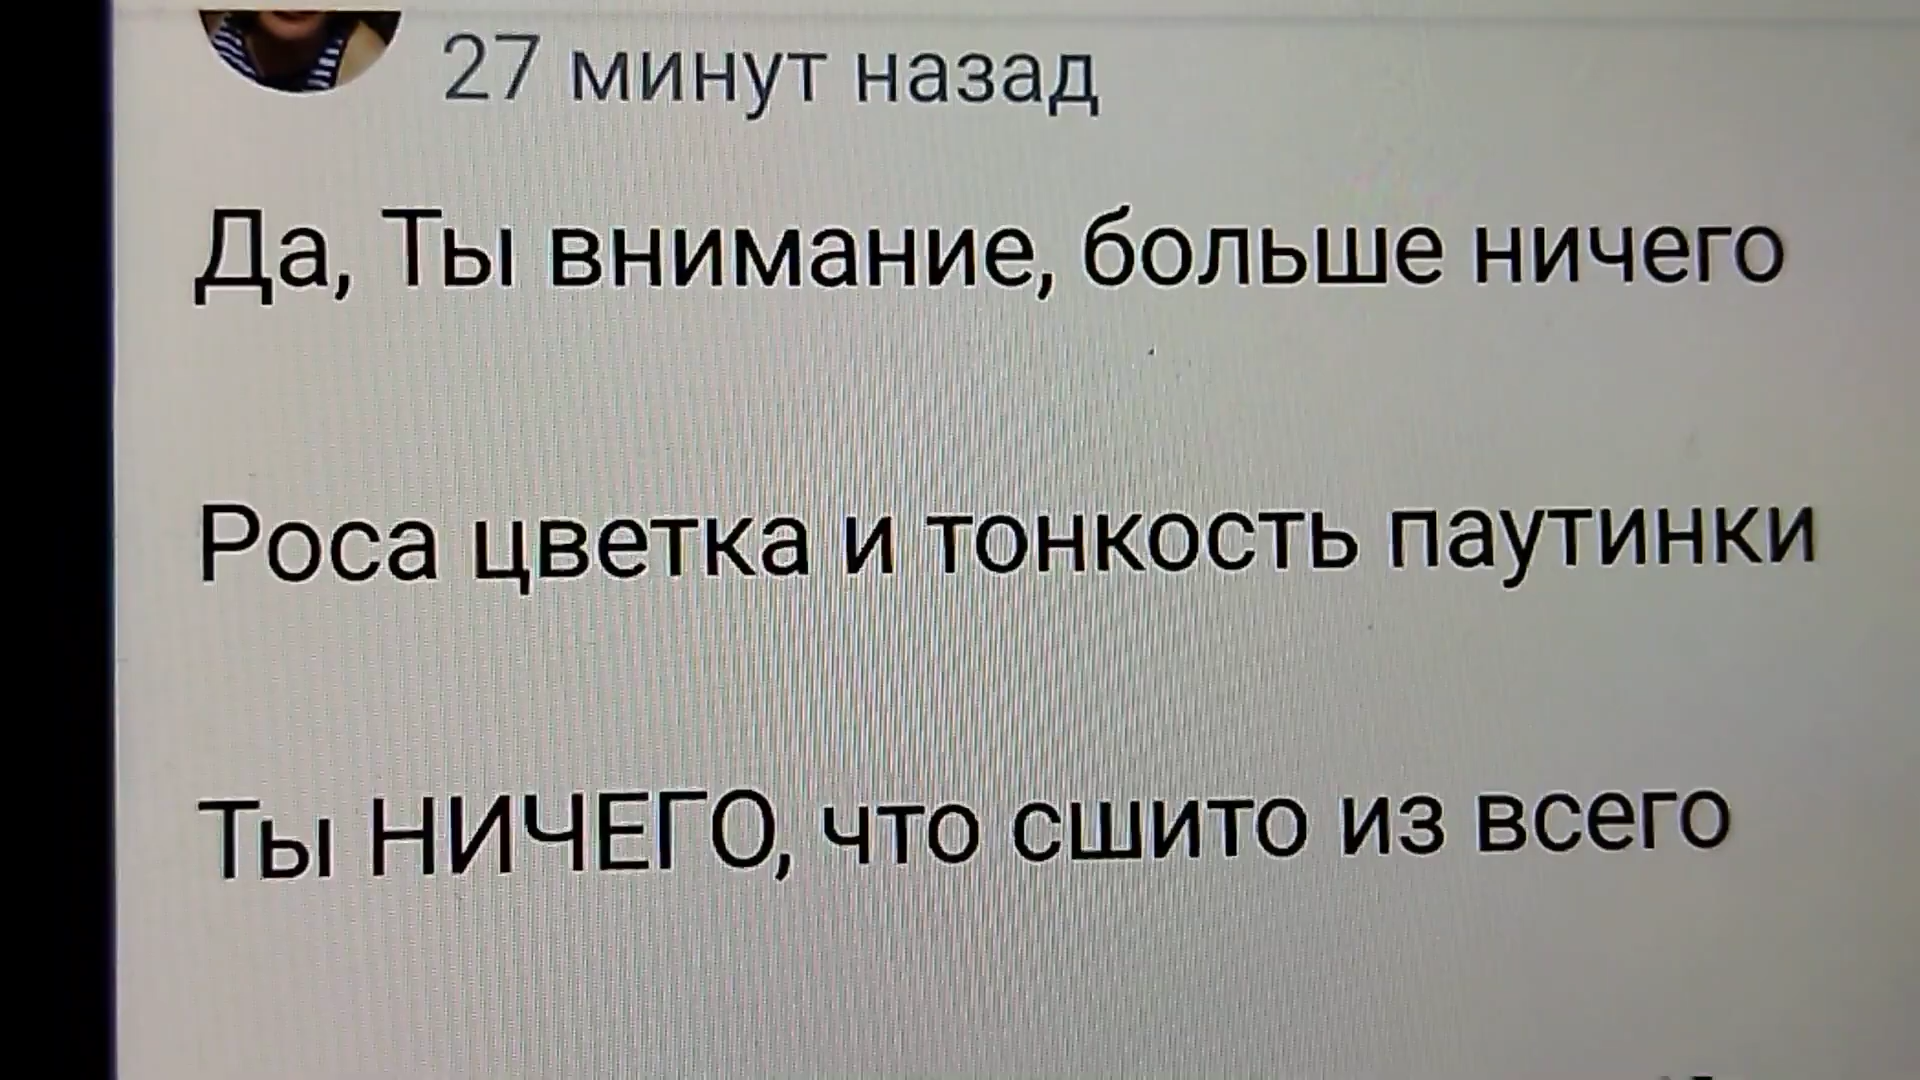 27 минут назад
Да, Ты внимание, больше ничего
Роса цветка и тонкость паутинки
Ты НИЧЕГО, что сшито из всего